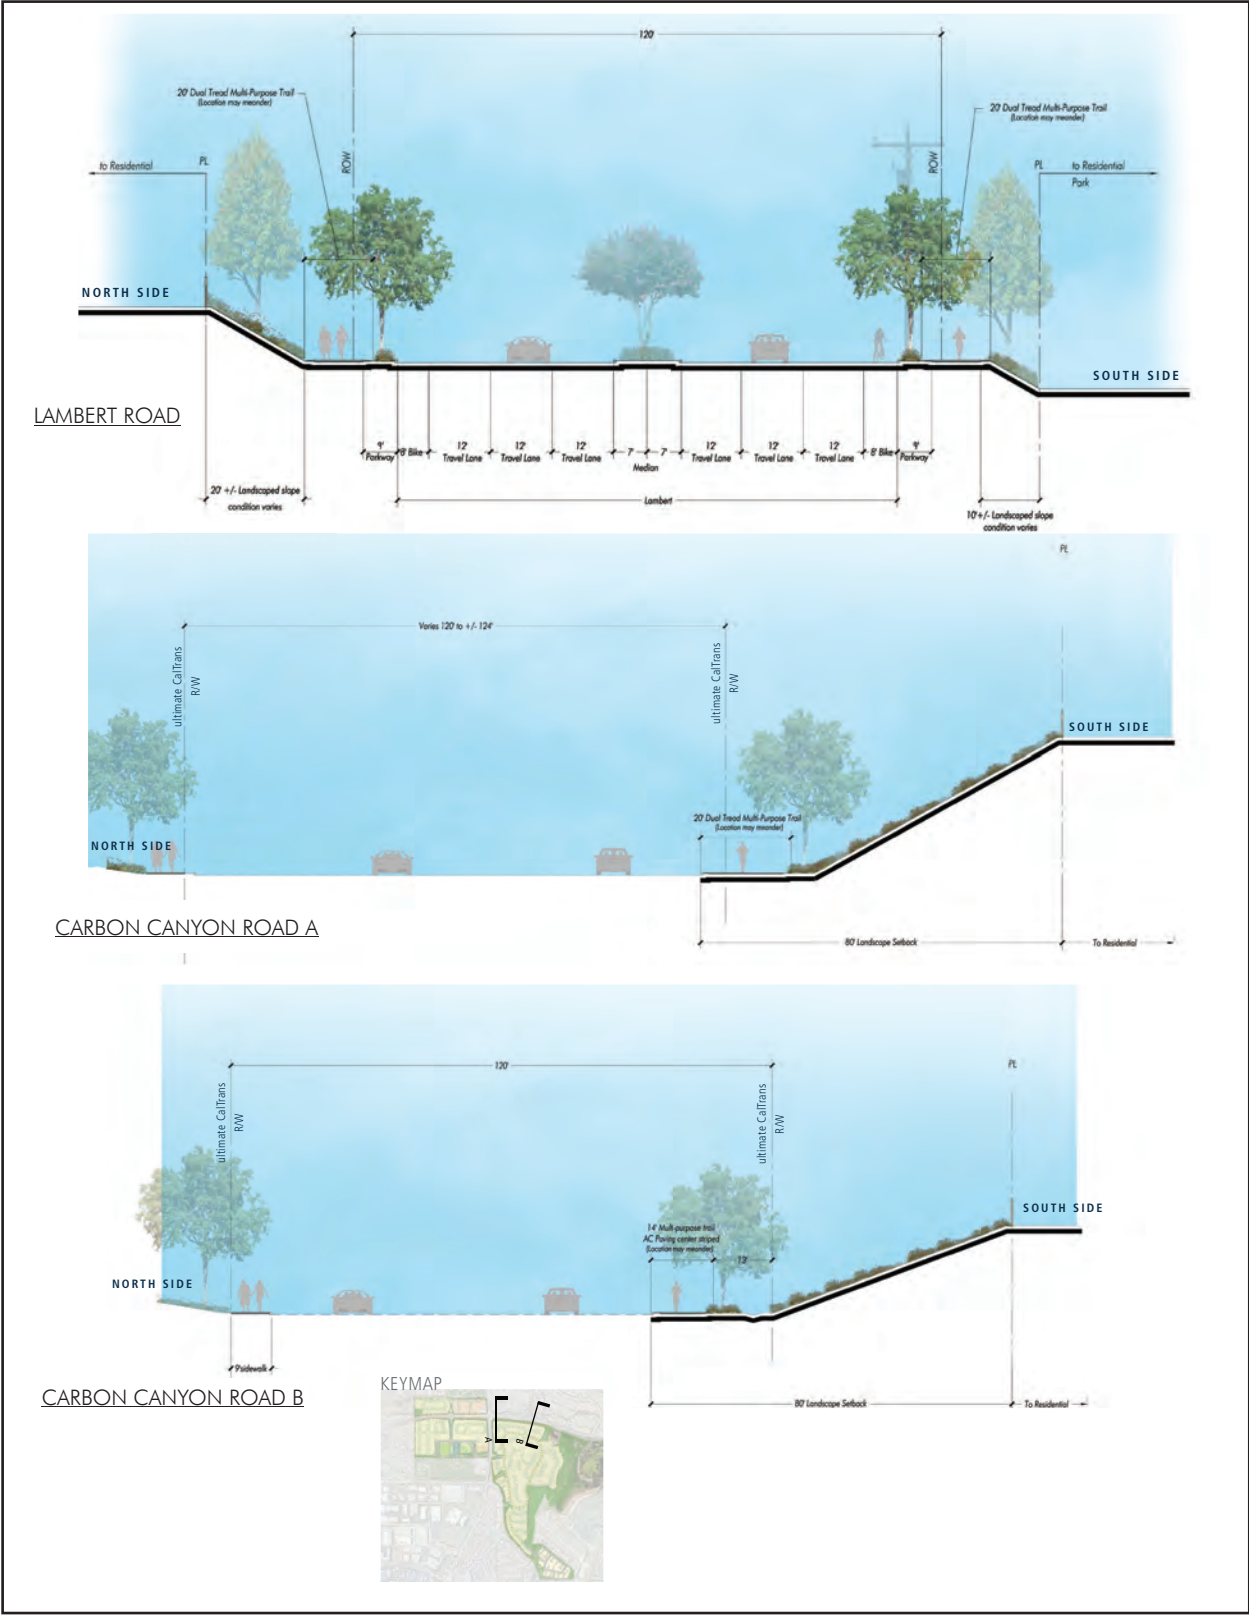 120'
20' Dual Tread Multi-Purpose Trail
(Location may meander)
20' Dual Tread Multi-Purpose Trail
(Location may meander)
ROW
ROW
to Residential
PL
PL
to Residential
Park
NORTH SIDE
SOUTH SIDE
LAMBERT ROAD
9'
Parkway
8' Bike
12'
Travel Lane
12'
Travel Lane
12'
Travel Lane
7'
7'
Median
12'
Travel Lane
12'
Travel Lane
12'
Travel Lane
8' Bike
9'
Parkway
20' +/- Landscaped slope
condition varies
Lambert
10'+/- Landscaped slope
condition varies
PL
Varies 120' to +/- 124'
ultimate CalTrans
R/W
ultimate CalTrans
R/W
SOUTH SIDE
20' Dual Tread Multi-Purpose Trail
(Location may meander)
NORTH SIDE
CARBON CANYON ROAD A
80' Landscape Setback
To Residential
120'
PL
ultimate CalTrans
R/W
ultimate CalTrans
R/W
SOUTH SIDE
14' Multi-purpose trail
AC Paving center striped
(Location may meander)
13'
NORTH SIDE
9'sidewalk
CARBON CANYON ROAD B
80' Landscape Setback
To Residential
KEYMAP
A
B